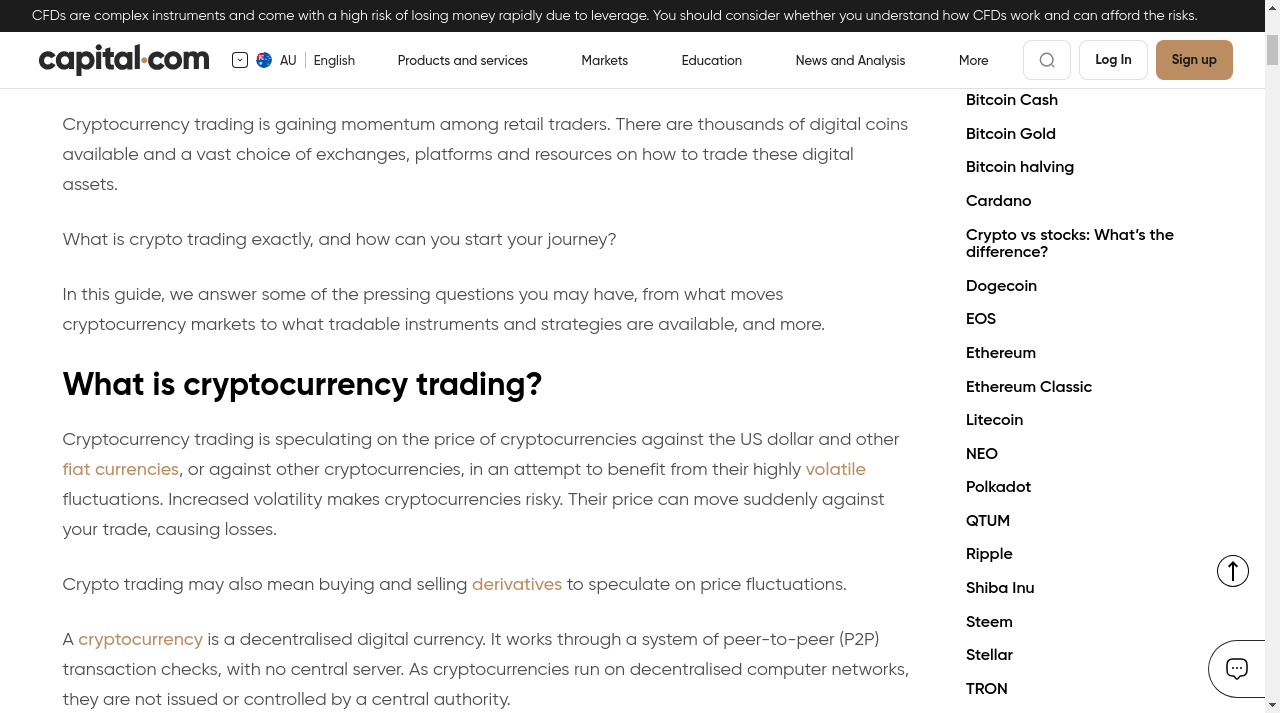 CFDs are complex instruments and come with a high risk of losing money rapidly due to leverage. You should consider whether you understand how CFDs work and can afford the risks.
capital.com
AU English
Products and services
Markets
Education
News and Analysis
More
Log In
Sign up
Cryptocurrency trading is gaining momentum among retail traders. There are thousands of digital coins
available and a vast choice of exchanges, platforms and resources on how to trade these digital
assets.
What is crypto trading exactly, and how can you start your journey?
In this guide, we answer some of the pressing questions you may have, from what moves
cryptocurrency markets to what tradable instruments and strategies are available, and more.
What is cryptocurrency trading?
Cryptocurrency trading is speculating on the price of cryptocurrencies against the US dollar and other
fiat currencies, or against other cryptocurrencies, in an attempt to benefit from their highly volatile
fluctuations. Increased volatility makes cryptocurrencies risky. Their price can move suddenly against
your trade, causing losses.
Crypto trading may also mean buying and selling derivatives to speculate on price fluctuations.
A cryptocurrency is a decentralised digital currency. It works through a system of peer-to-peer (P2P)
transaction checks, with no central server. As cryptocurrencies run on decentralised computer networks,
they are not issued or controlled by a central authority.
Bitcoin Cash
Bitcoin Gold
Bitcoin halving
Cardano
Crypto vs stocks: What’s the
difference?
Dogecoin
EOS
Ethereum
Ethereum Classic
Litecoin
NEO
Polkadot
QTUM
Ripple
Shiba Inu
Steem
Stellar
TRON